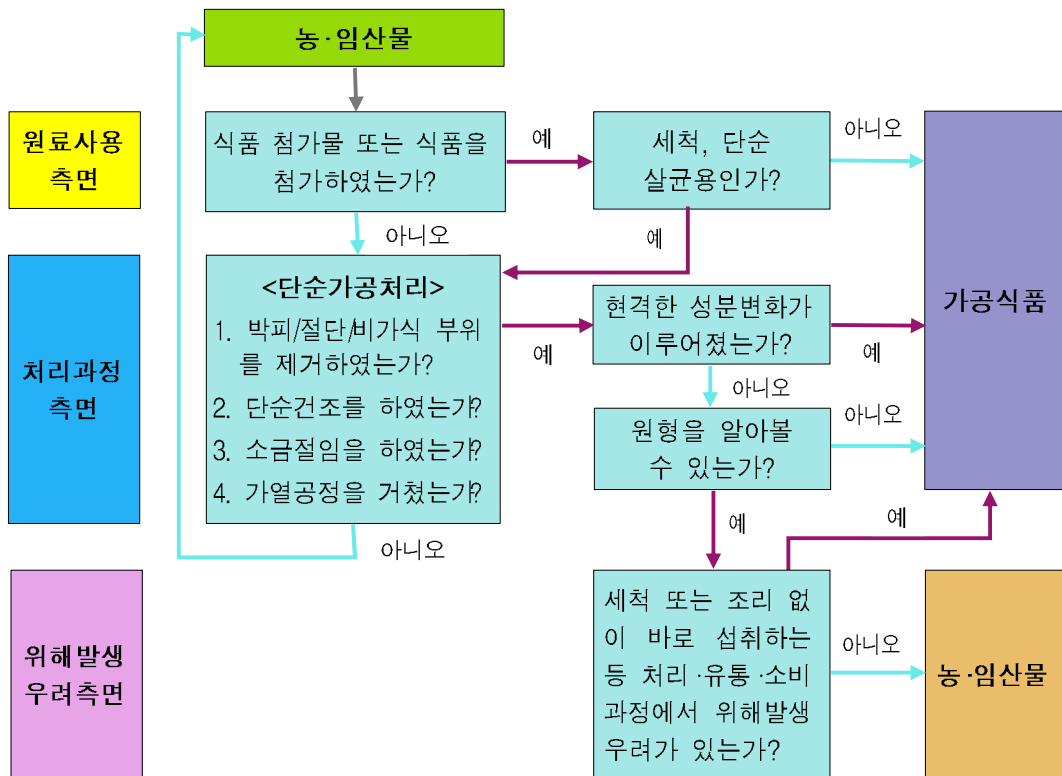 농·임산물
원료사용
측면
식품 첨가물 또는 식품을
첨가하였는가?
예
세척, 단순
살균용인가?
아니오
가공식품
아니오
예
처리과정
측면
<단순가공처리>
1. 박피/절단/비가식 부위
를 제거하였는가?
2. 단순건조를 하였는가?
3. 소금절임을 하였는가?
4. 가열공정을 거쳤는가?
예
현격한 성분변화가
이루어졌는가?
예
아니오
원형을 알아볼
수 있는가?
아니오
예
예
아니오
위해발생
우려측면
세척 또는 조리 없
이 바로 섭취하는
등 처리·유통·소비
과정에서 위해발생
우려가 있는가?
아니오
농·임산물